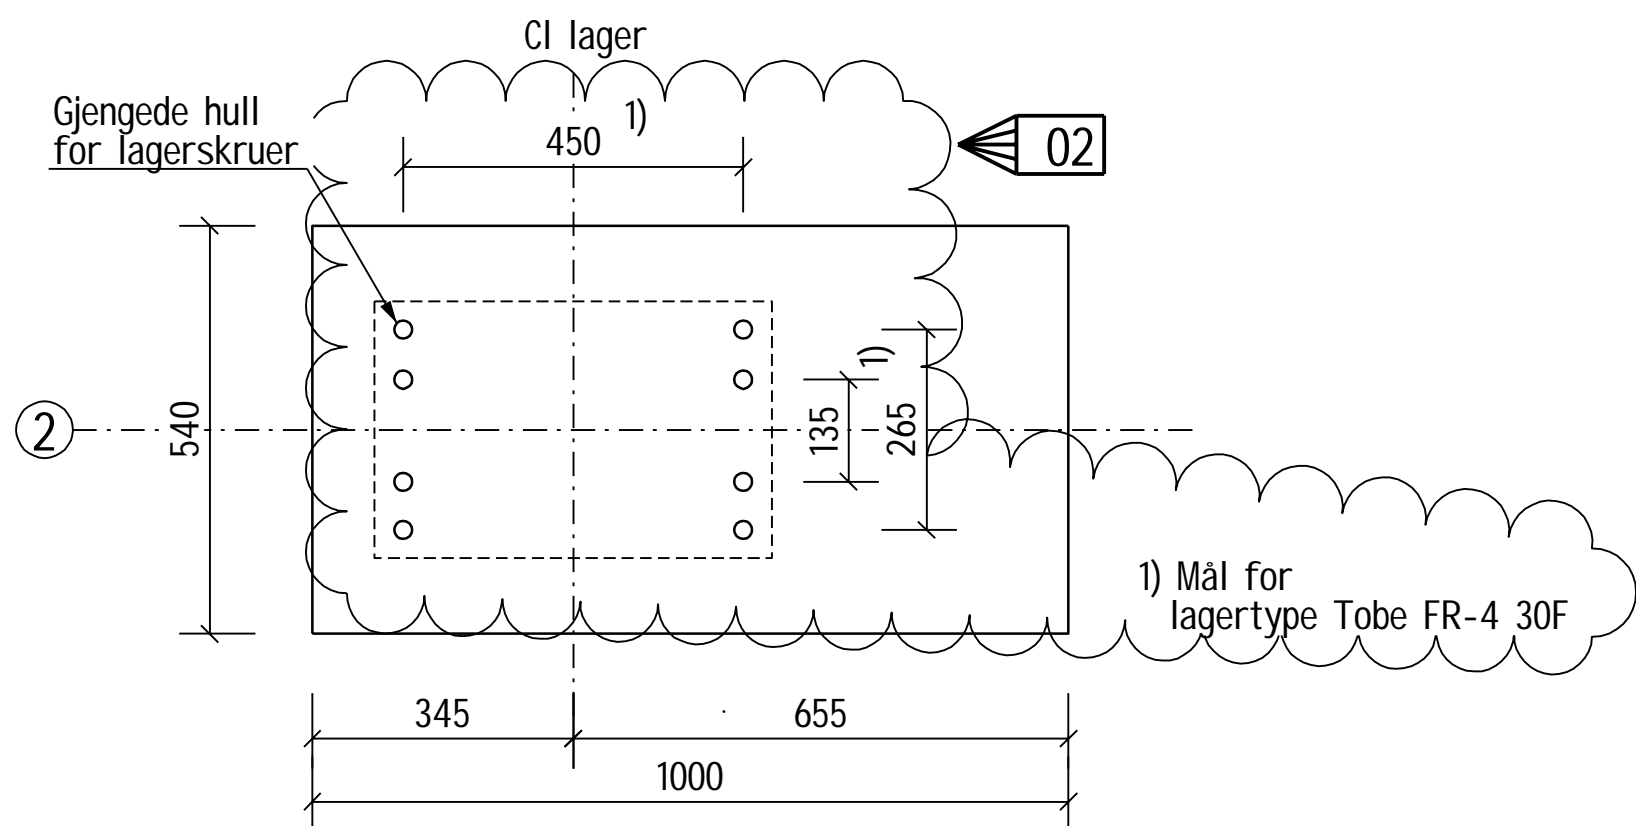 Cl lager
Gjengede hull
for lagerskruer
1)
450
02
1)
540
135
265
2
1) Mål for
lagertype Tobe FR-4 30F
345
655
1000